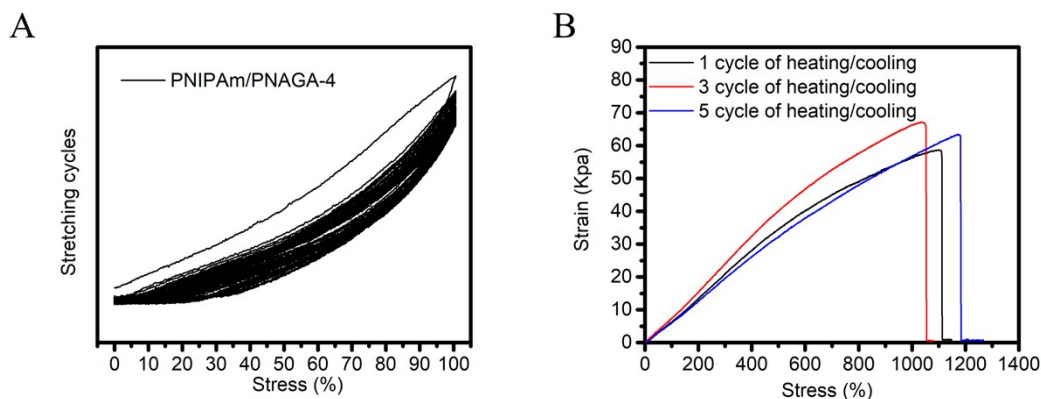 A
PNIPAm/PNAGA-4
Stretching cycles
0 10 20 30 40 50 60 70 80 90 100
Stress (%)
B
90
80
70
60
50
40
30
20
10
0
1 cycle of heating/cooling
3 cycle of heating/cooling
5 cycle of heating/cooling
Strain (Kpa)
0 200 400 600 800 1000 1200 1400
Stress (%)